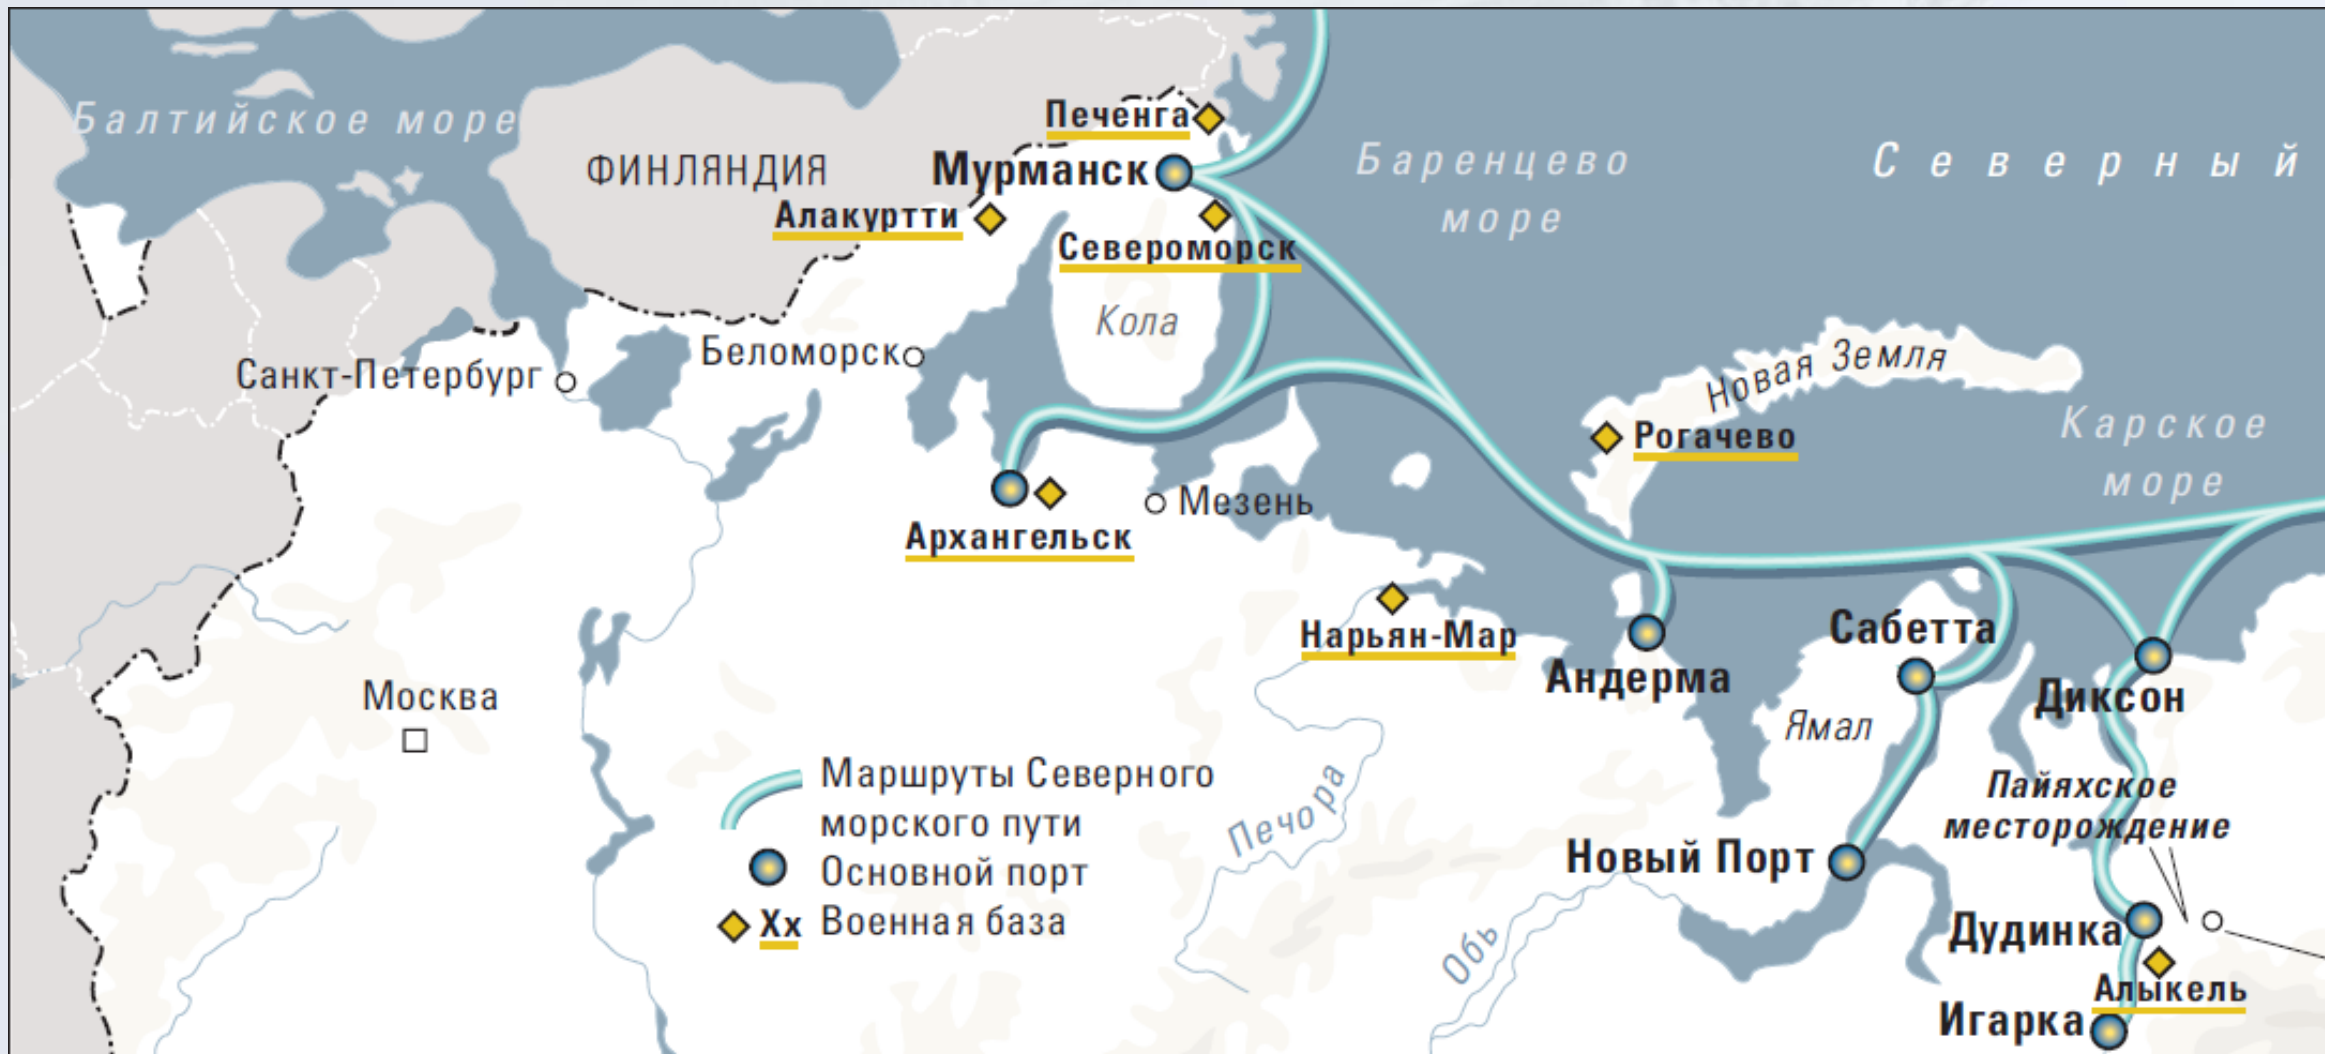 Балтийское море
ФИНЛЯНДИЯ
Печенга
Мурманск
Алакуртти
Североморск
Баренцево
море
Северный
Кола
Беломорск
Санкт-Петербург
Новая Земля
Рогачево
Карское
море
Мезень
Архангельск
Нарьян-Мар
Андерма
Сабетта
Диксон
Москва
Ямал
Печора
Обь
Пайяхское
месторождение
Новый Порт
Дудинка
Алыкель
Игарка
Маршруты Северного
морского пути
Основной порт
Хх Военная база